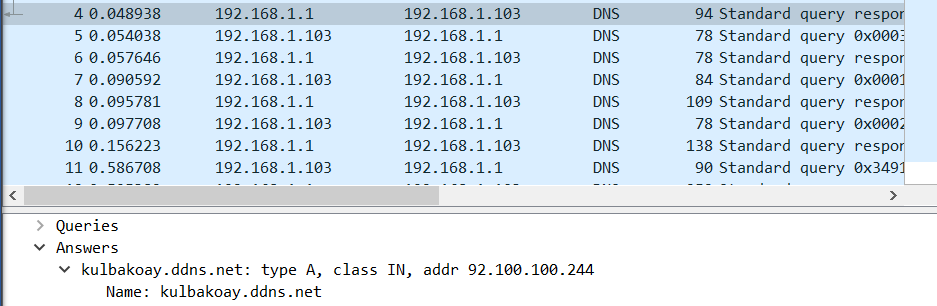 4 0.048938 192.168.1.1 192.168.1.103 DNS 94 Standard query respon
5 0.054038 192.168.1.103 192.168.1.1 DNS 78 Standard query 0x0003
6 0.057646 192.168.1.1 192.168.1.103 DNS 78 Standard query respon
7 0.090592 192.168.1.103 192.168.1.1 DNS 84 Standard query 0x0001
8 0.095781 192.168.1.1 192.168.1.103 DNS 109 Standard query respon
9 0.097708 192.168.1.103 192.168.1.1 DNS 78 Standard query 0x0002
10 0.156223 192.168.1.1 192.168.1.103 DNS 138 Standard query respon
11 0.586708 192.168.1.103 192.168.1.1 DNS 90 Standard query 0x3491
Queries
Answers
kulbakoay.ddns.net: type A, class IN, addr 92.100.100.244
Name: kulbakoay.ddns.net